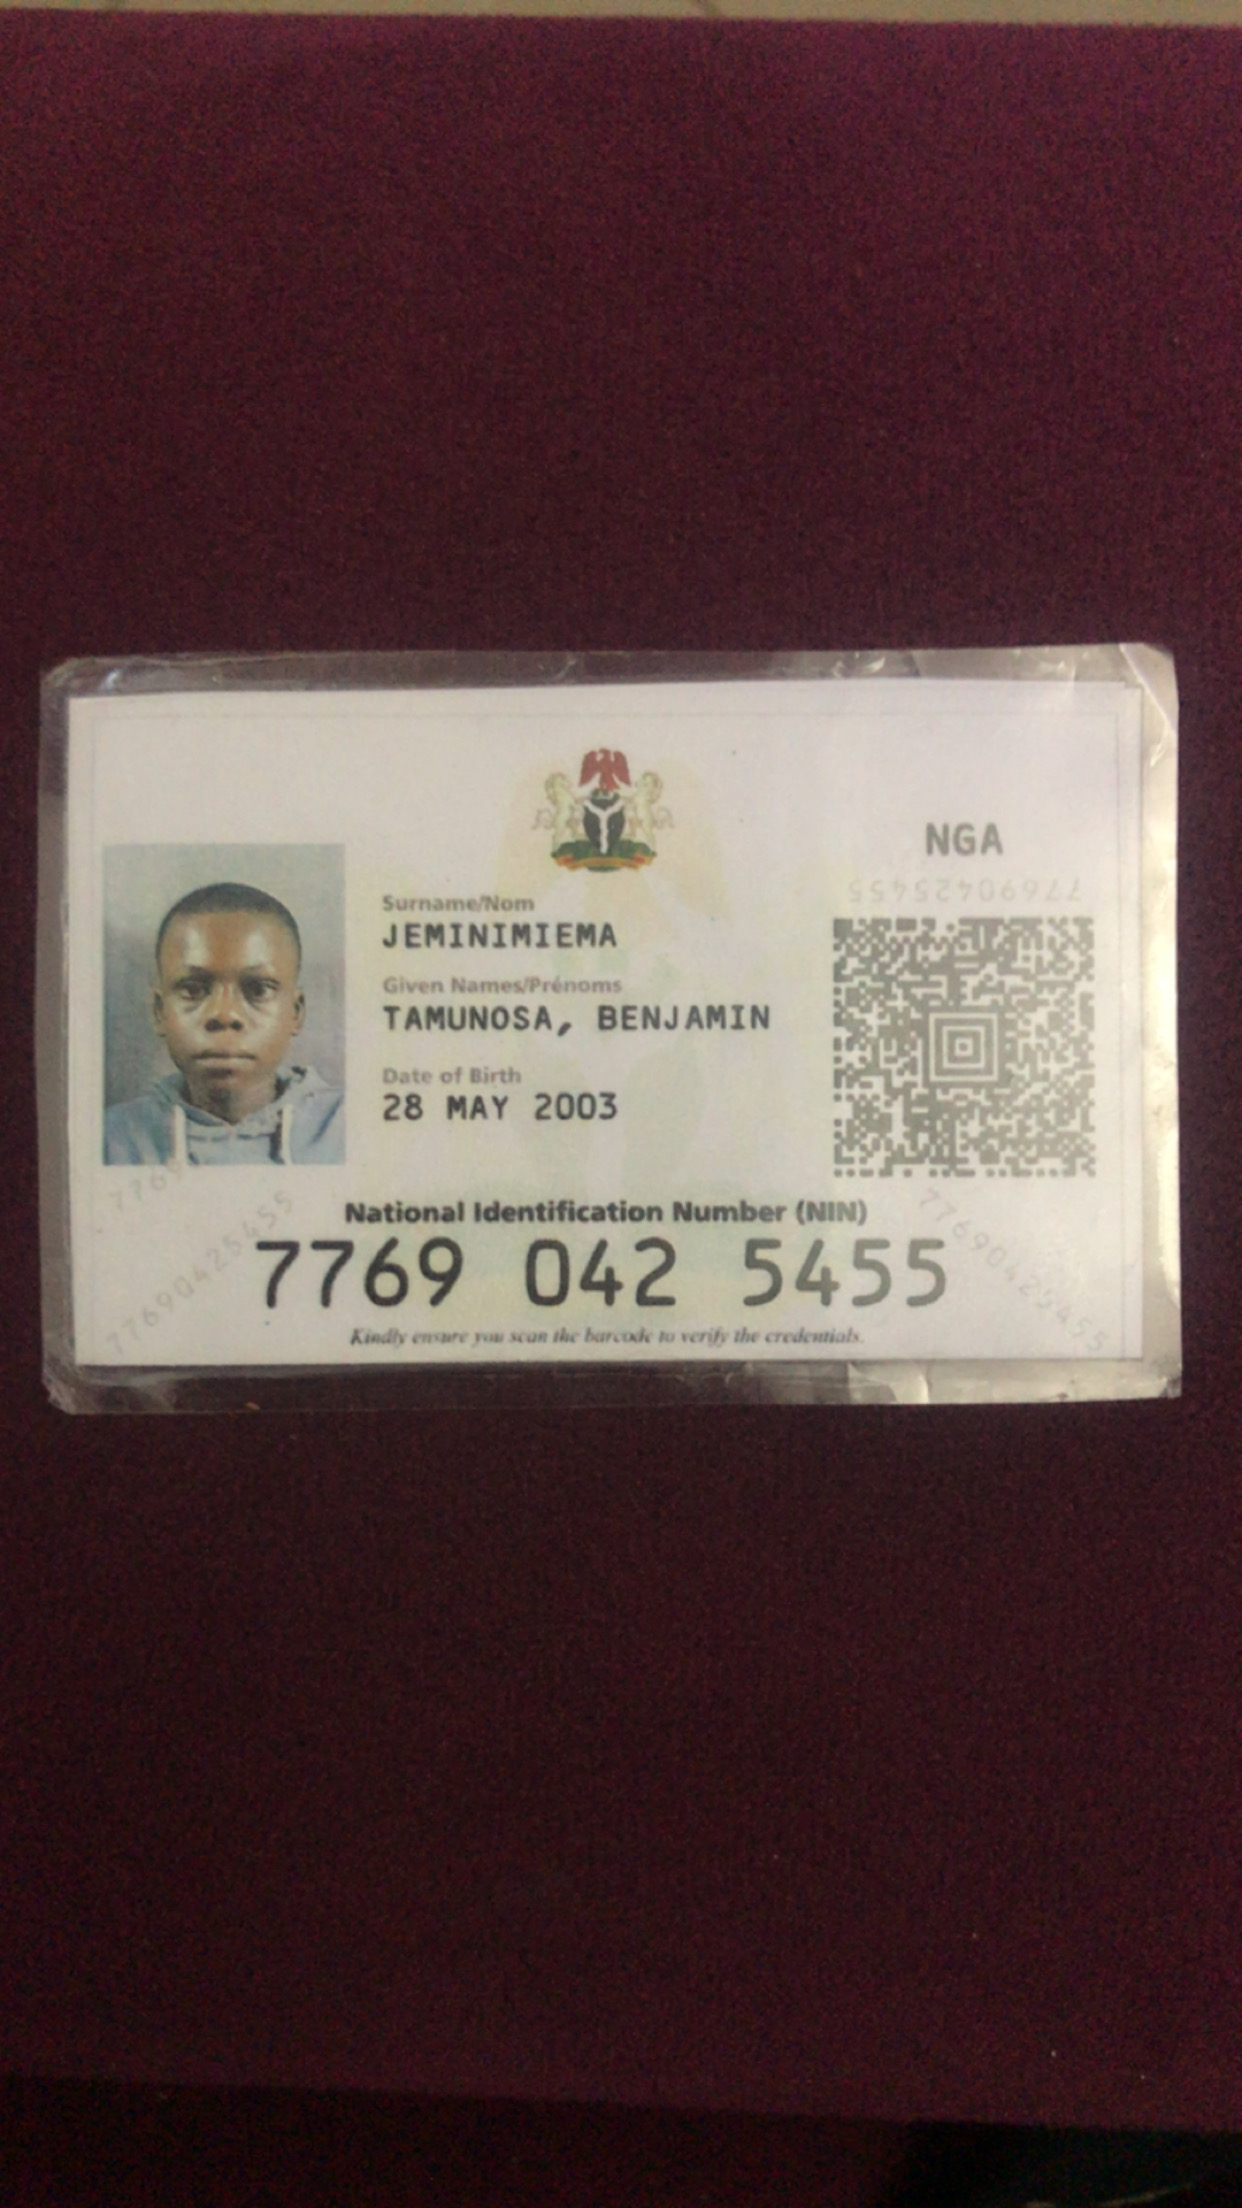 NGA
77690425455
Surname/Nom
JEMINIMIEMA
Given Names/Prénoms
TAMUNOSA, BENJAMIN
Date of Birth
28 MAY 2003
776
77690425455
77690425455
National Identification Number (NIN)
7769 042 5455
Kindly ensure you scan the barcode to verify the credentials.